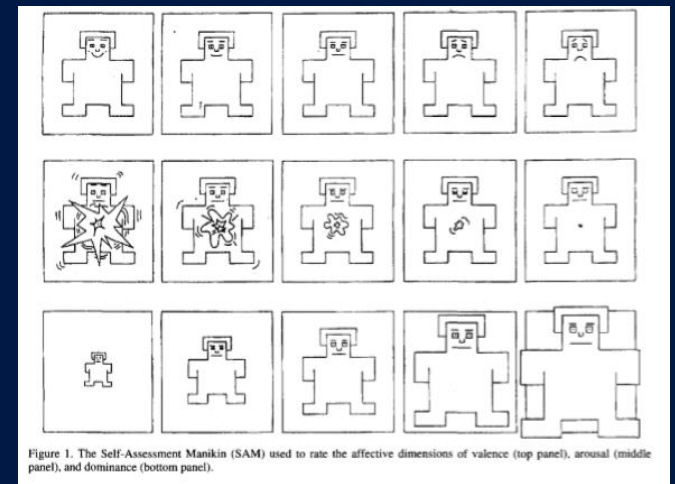 Figure 1. The Self-Assessment Manikin (SAM) used to rate the affective dimensions of valence (top panel), arousal (middle
panel), and dominance (bottom panel).